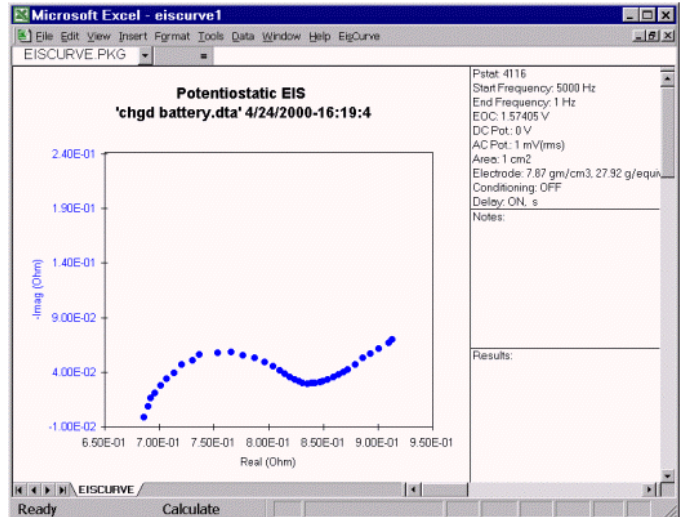 Microsoft Excel - eiscurve1
File Edit View Insert Format Tools Data Window Help EisCurve
EISCURVE.PKG =
Potentiostatic EIS
'chgd battery.dta' 4/24/2000-16:19:4
2.40E-01
1.90E-01
1.40E-01
9.00E-02
4.00E-02
-1.00E-02
-Imag (Ohm)
6.50E-01 7.00E-01 7.50E-01 8.00E-01 8.50E-01 9.00E-01 9.50E-01
Real (Ohm)
Pstat: 4116
Start Frequency: 5000 Hz
End Frequency: 1 Hz
EOC: 1.57405 V
DC Pot.: 0 V
AC Pot.: 1 mV(rms)
Area: 1 cm2
Electrode: 7.87 gm/cm3, 27.92 g/equiv
Conditioning: OFF
Delay: ON, s
Notes:
Results:
EISCURVE
Ready Calculate